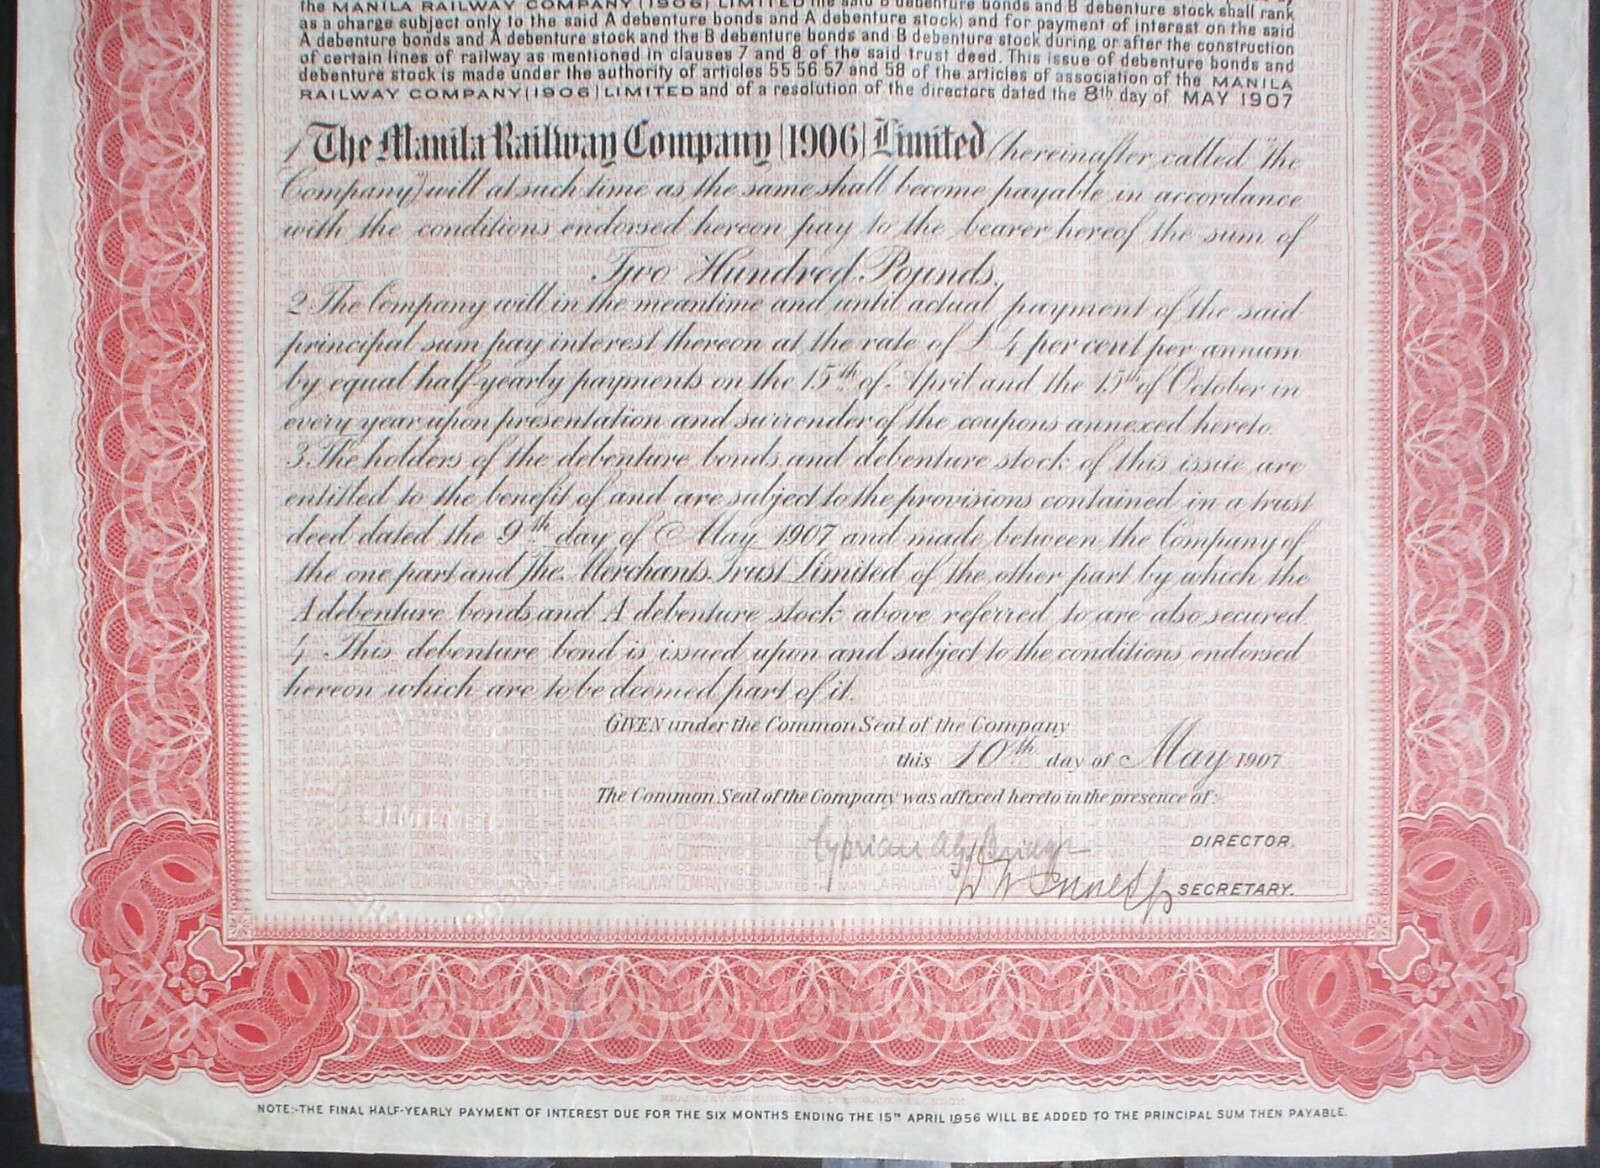 the MANILA RAILWAY COMPANY (1906) LIMITED the said B debenture bonds and B debenture stock shall rank
as a charge subject only to the said A debenture bonds and A debenture stock) and for payment of interest on the said
A debenture bonds and A debenture stock and the B debenture bonds and B debenture stock during or after the construction
of certain lines of railway as mentioned in clauses 7 and 8 of the said trust deed. This issue of debenture bonds and
debenture stock is made under the authority of articles 55 56 57 and 58 of the articles of association of the MANILA
RAILWAY COMPANY (1906) LIMITED and of a resolution of the directors dated the 8th day of MAY 1907
1 The Manila Railway Company (1906) Limited (hereinafter called "the
Company") will at such time as the same shall become payable in accordance
with the conditions endorsed hereon pay to the bearer hereof the sum of
Two Hundred Pounds.
2 The Company will in the meantime and until actual payment of the said
principal sum pay interest thereon at the rate of £4 per cent per annum
by equal half-yearly payments on the 15th of April and the 15th of October in
every year upon presentation and surrender of the coupons annexed hereto.
3 The holders of the debenture bonds and debenture stock of this issue are
entitled to the benefit of and are subject to the provisions contained in a trust
deed dated the 9th day of May 1907 and made between the Company of
the one part and The Merchants Trust Limited of the other part by which the
A debenture bonds and A debenture stock above referred to are also secured.
4 This debenture bond is issued upon and subject to the conditions endorsed
hereon which are to be deemed part of it.
GIVEN under the Common Seal of the Company
this 10th day of May 1907
The Common Seal of the Company was affixed hereto in the presence of:-
DIRECTOR.
SECRETARY.
NOTE:-THE FINAL HALF-YEARLY PAYMENT OF INTEREST DUE FOR THE SIX MONTHS ENDING THE 15TH APRIL 1956 WILL BE ADDED TO THE PRINCIPAL SUM THEN PAYABLE.